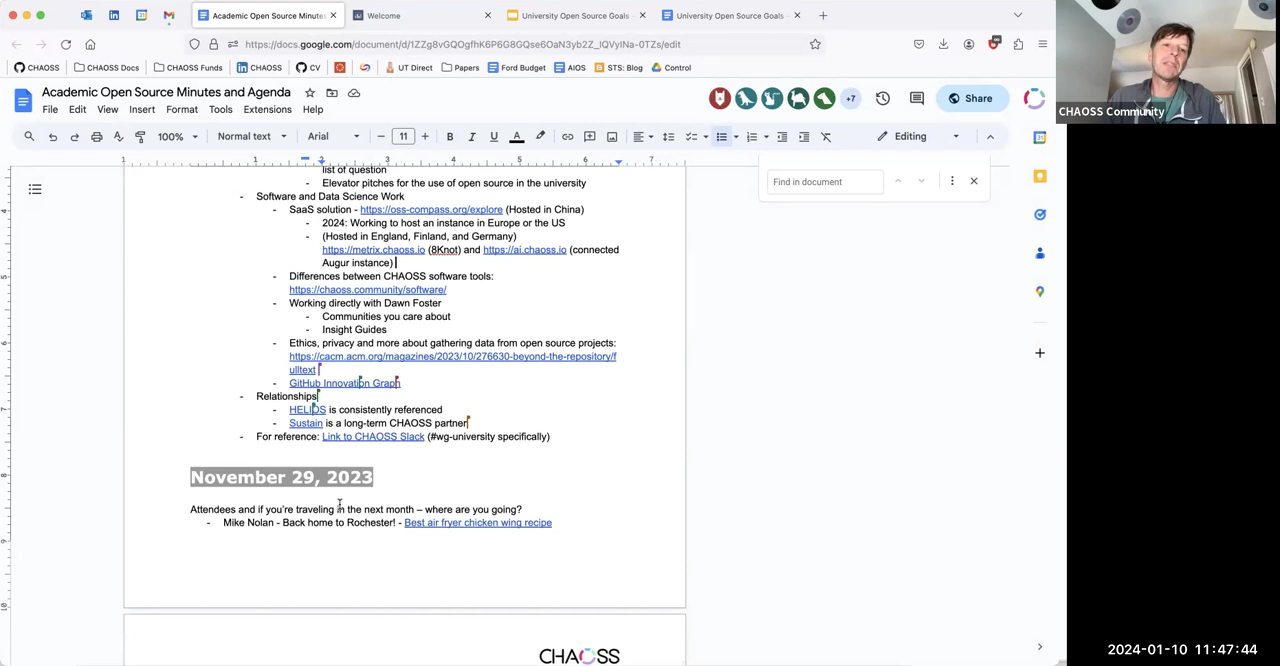 Academic Open Source Minutes
Welcome
University Open Source Goals -
University Open Source Goals -
https://docs.google.com/document/d/1ZZg8vGQOgfhK6P6G8GQse6OaN3yb2Z_lQVylNa-0TZs/edit
CHAOSS
CHAOSS Docs
CHAOSS Funds
CHAOSS
CV
UT Direct
Papers
Ford Budget
AIOS
STS: Blog
Control
CHAOSS Community
Academic Open Source Minutes and Agenda
File Edit View Insert Format Tools Extensions Help
+7
Share
100%
Normal text
Arial
11
Editing
1 1 2 3 4 5 6 7
Find in document
list of question
- Elevator pitches for the use of open source in the university
- Software and Data Science Work
- SaaS solution - https://oss-compass.org/explore (Hosted in China)
- 2024: Working to host an instance in Europe or the US
- (Hosted in England, Finland, and Germany)
https://metrix.chaoss.io (8Knot) and https://ai.chaoss.io (connected
Augur instance)
- Differences between CHAOSS software tools:
https://chaoss.community/software/
- Working directly with Dawn Foster
- Communities you care about
- Insight Guides
- Ethics, privacy and more about gathering data from open source projects:
https://cacm.acm.org/magazines/2023/10/276630-beyond-the-repository/f
ulltext
- GitHub Innovation Graph
- Relationships
- HELIOS is consistently referenced
- Sustain is a long-term CHAOSS partner
- For reference: Link to CHAOSS Slack (#wg-university specifically)
November 29, 2023
Attendees and if you're traveling in the next month – where are you going?
- Mike Nolan - Back home to Rochester! - Best air fryer chicken wing recipe
CHAOSS
2024-01-10 11:47:44